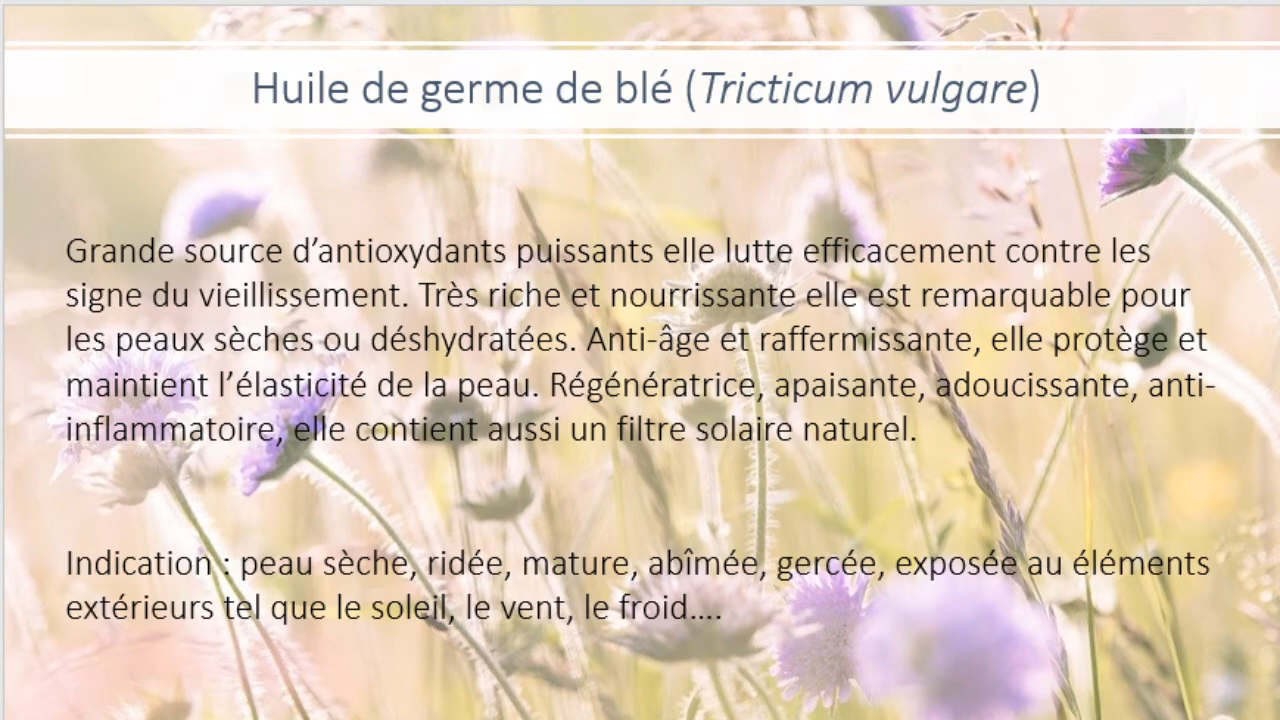 Huile de germe de blé (Tricticum vulgare)
Grande source d’antioxydants puissants elle lutte efficacement contre les
signe du vieillissement. Très riche et nourrissante elle est remarquable pour
les peaux sèches ou déshydratées. Anti-âge et raffermissante, elle protège et
maintient l’élasticité de la peau. Régénératrice, apaisante, adoucissante, anti-
inflammatoire, elle contient aussi un filtre solaire naturel.
Indication : peau sèche, ridée, mature, abîmée, gercée, exposée au éléments
extérieurs tel que le soleil, le vent, le froid….